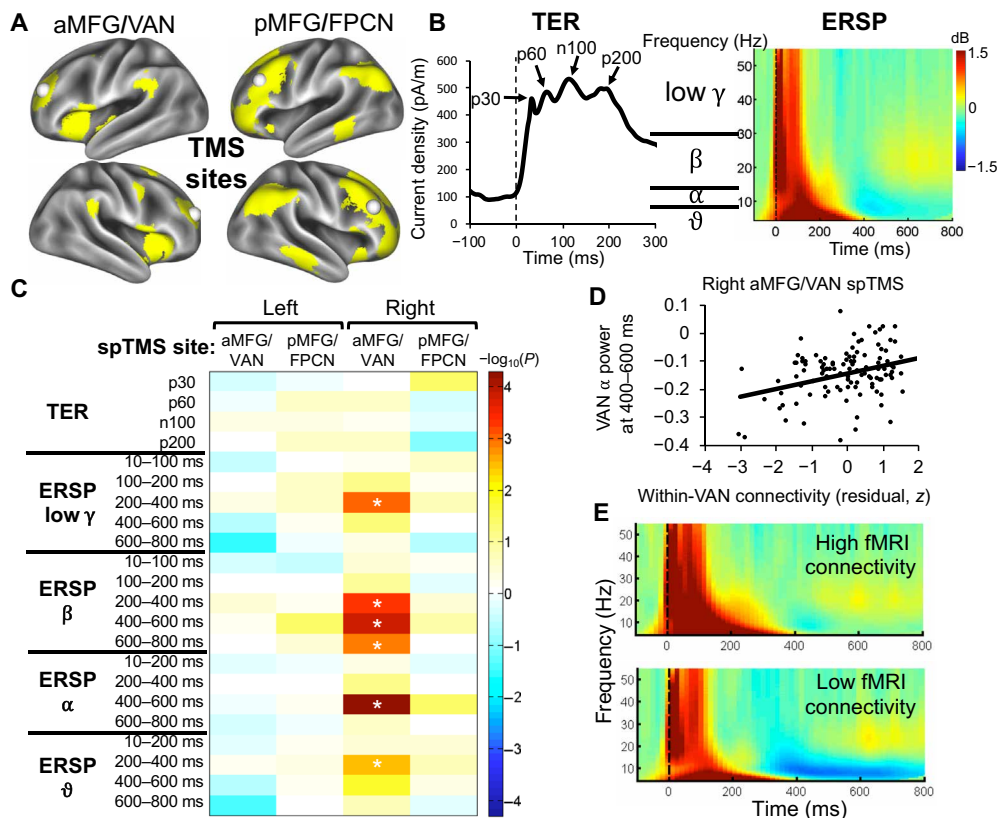 A
aMFG/VAN
pMFG/FPCN
TMS
sites
B
TER
ERSP
Current density (pA/m)
600
500
400
300
200
100
0
p30
p60
n100
p200
−100 0 100 200 300
Time (ms)
Frequency (Hz)
low γ
β
α
ϑ
50
40
30
20
10
0 200 400 600 800
Time (ms)
dB
1.5
0
−1.5
C
Left
Right
spTMS site:
aMFG/
VAN
pMFG/
FPCN
aMFG/
VAN
pMFG/
FPCN
−log10(P)
TER
p30
p60
n100
p200
ERSP
low γ
10–100 ms
100–200 ms
200–400 ms
*
400–600 ms
600–800 ms
ERSP
β
10–100 ms
100–200 ms
200–400 ms
*
400–600 ms
*
600–800 ms
*
ERSP
α
10–200 ms
400–600 ms
*
600–800 ms
ERSP
ϑ
10–200 ms
200–400 ms
*
400–600 ms
600–800 ms
4
3
2
1
0
−1
−2
−3
−4
D
Right aMFG/VAN spTMS
VAN α power
at 400–600 ms
0.1
0
−0.1
−0.2
−0.3
−0.4
−4 −3 −2 −1 0 1 2
Within-VAN connectivity (residual, z)
E
Frequency (Hz)
50
40
30
20
10
High fMRI
connectivity
0 200 400 600 800
50
40
30
20
10
Low fMRI
connectivity
0 200 400 600 800
Time (ms)